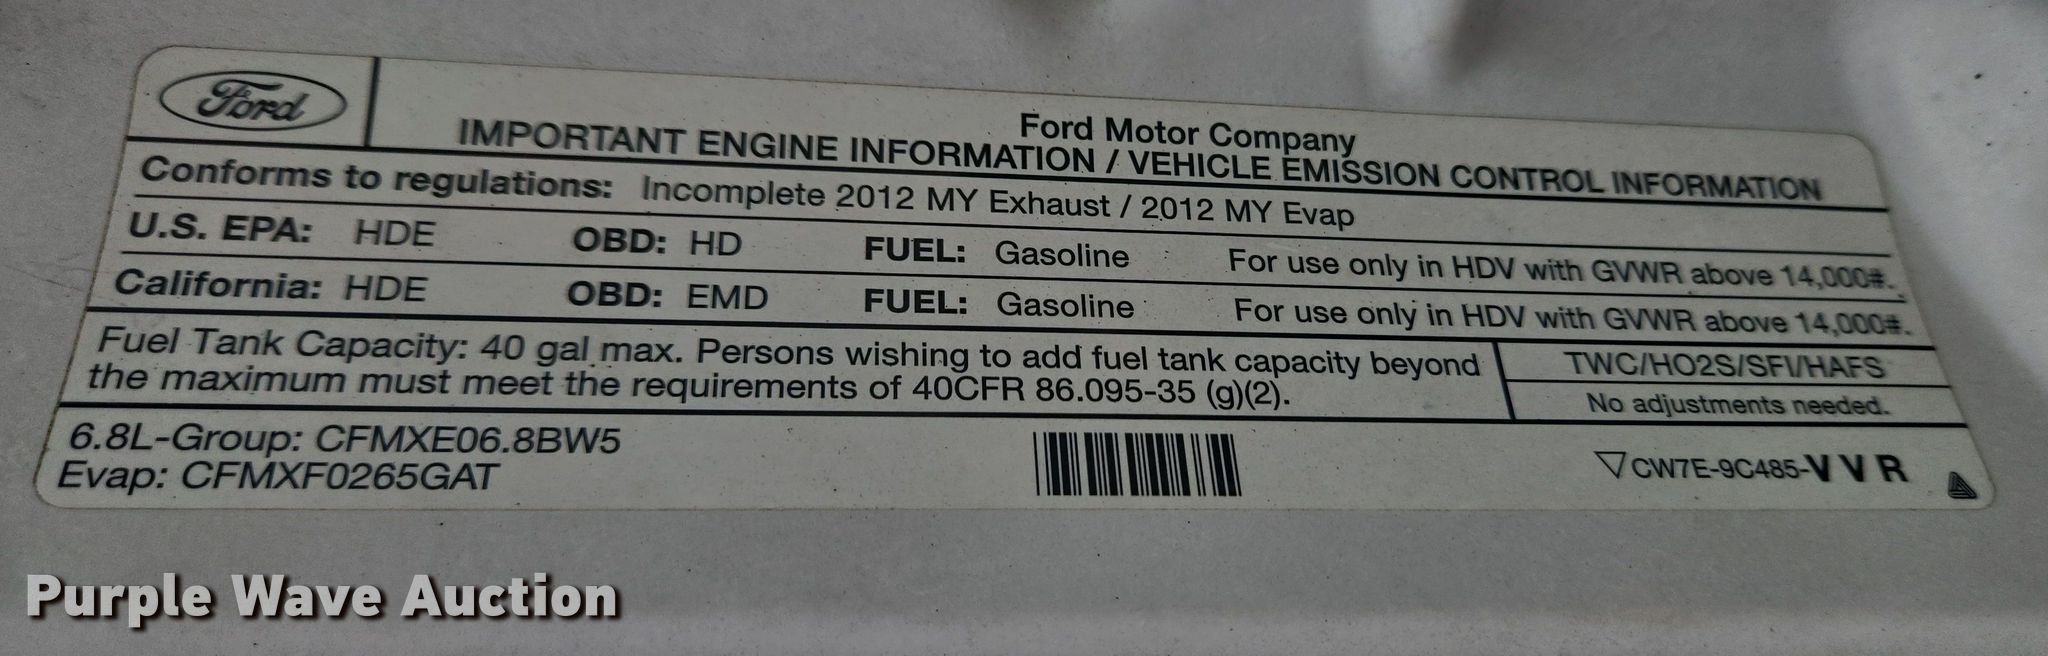 Ford
Ford Motor Company
IMPORTANT ENGINE INFORMATION / VEHICLE EMISSION CONTROL INFORMATION
Conforms to regulations: Incomplete 2012 MY Exhaust / 2012 MY Evap
U.S. EPA: HDE OBD: HD FUEL: Gasoline For use only in HDV with GVWR above 14,000#.
California: HDE OBD: EMD FUEL: Gasoline For use only in HDV with GVWR above 14,000#.
Fuel Tank Capacity: 40 gal max. Persons wishing to add fuel tank capacity beyond
the maximum must meet the requirements of 40CFR 86.095-35 (g)(2).
TWC/HO2S/SFI/HAFS
No adjustments needed.
6.8L-Group: CFMXE06.8BW5
Evap: CFMXF0265GAT
▽CW7E-9C485-V V R
Purple Wave Auction